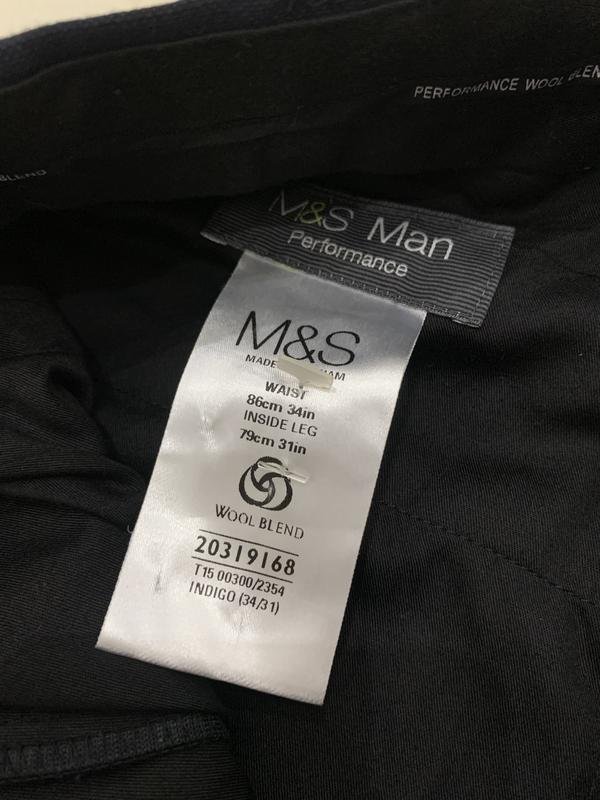 PERFORMANCE WOOL BLEN
BLEND
M&S Man
Performance
M&S
MADE
WAIST
86cm 34in
INSIDE LEG
79cm 31in
WOOL BLEND
20319168
T15 00300/2354
INDIGO (34/31)